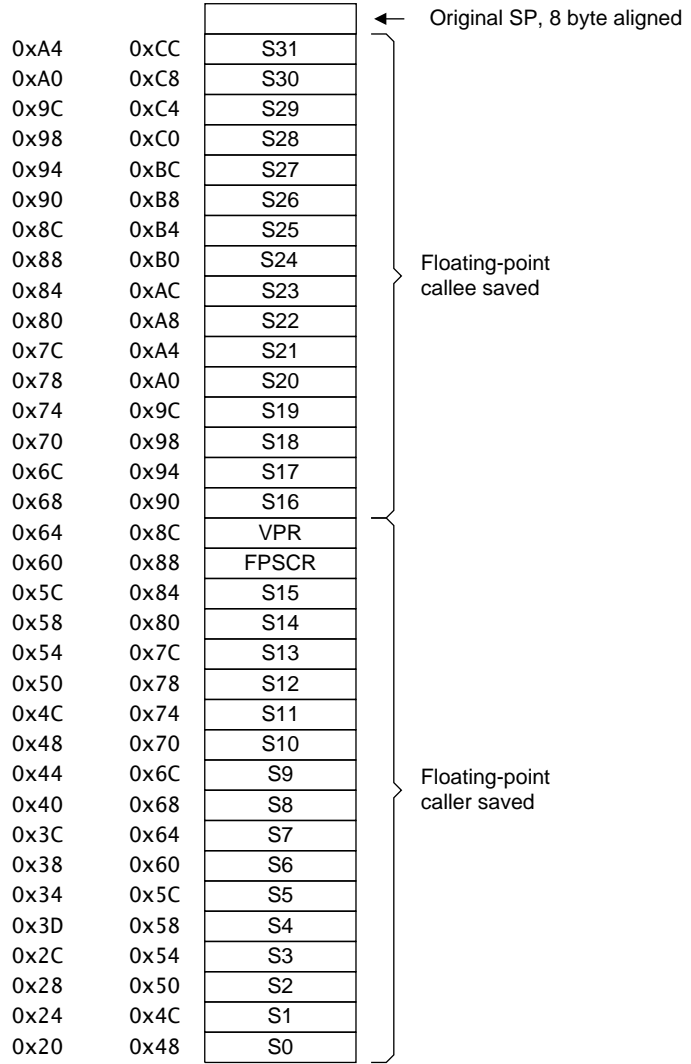 Original SP, 8 byte aligned
0xA4 0xCC S31
0xA0 0xC8 S30
0x9C 0xC4 S29
0x98 0xC0 S28
0x94 0xBC S27
0x90 0xB8 S26
0x8C 0xB4 S25
0x88 0xB0 S24
Floating-point
callee saved
0x84 0xAC S23
0x80 0xA8 S22
0x7C 0xA4 S21
0x78 0xA0 S20
0x74 0x9C S19
0x70 0x98 S18
0x6C 0x94 S17
0x68 0x90 S16
0x64 0x8C VPR
0x60 0x88 FPSCR
0x5C 0x84 S15
0x58 0x80 S14
0x54 0x7C S13
0x50 0x78 S12
0x4C 0x74 S11
0x48 0x70 S10
0x44 0x6C S9
Floating-point
caller saved
0x40 0x68 S8
0x3C 0x64 S7
0x38 0x60 S6
0x34 0x5C S5
0x3D 0x58 S4
0x2C 0x54 S3
0x28 0x50 S2
0x24 0x4C S1
0x20 0x48 S0